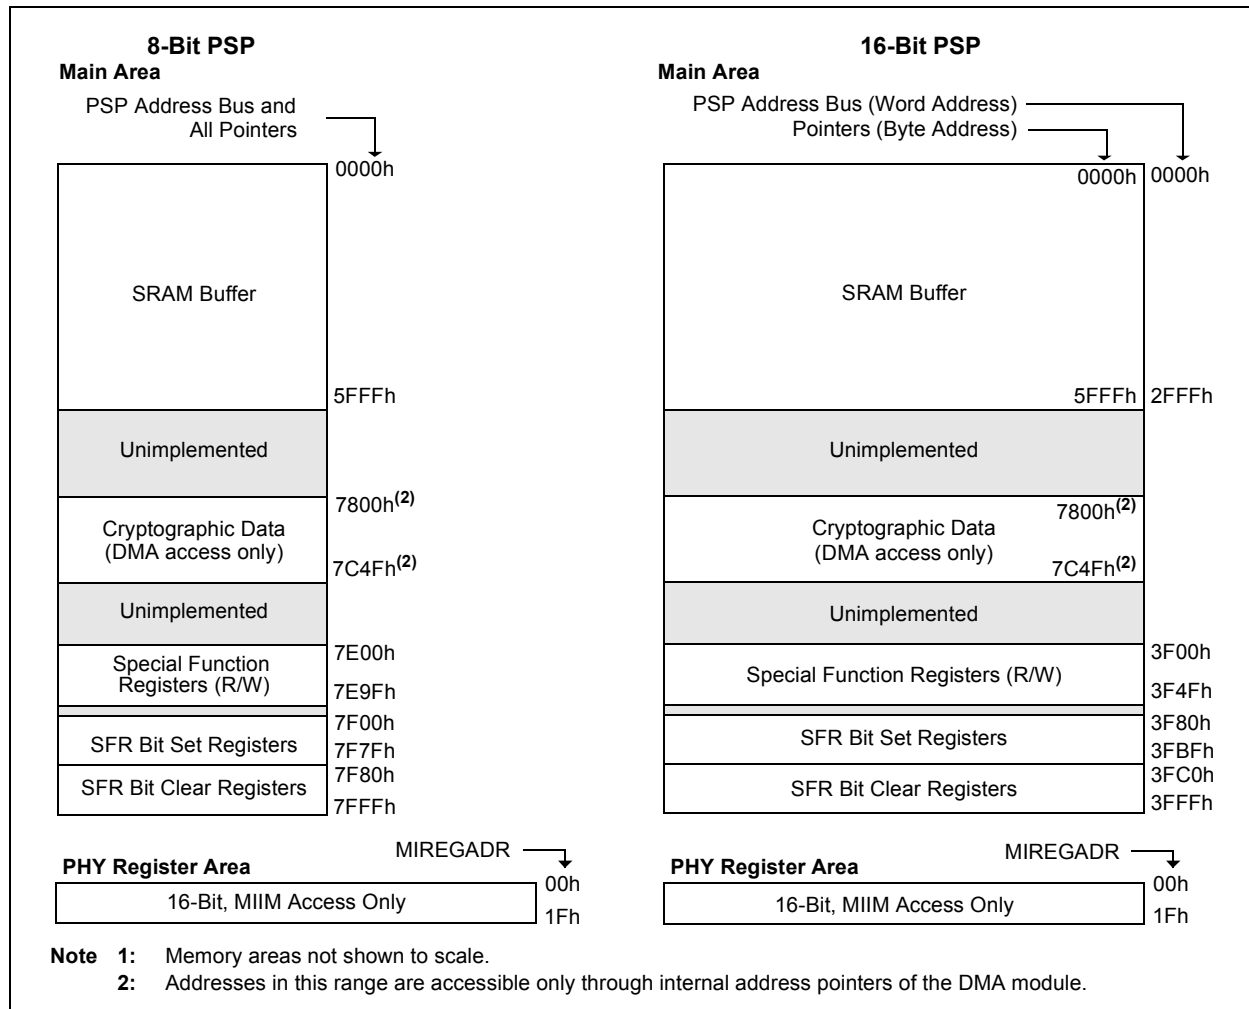 8-Bit PSP
Main Area
PSP Address Bus and
All Pointers
0000h
SRAM Buffer
5FFFh
Unimplemented
7800h(2)
Cryptographic Data
(DMA access only)
7C4Fh(2)
Unimplemented
7E00h
Special Function
Registers (R/W)
7E9Fh
7F00h
SFR Bit Set Registers
7F7Fh
7F80h
SFR Bit Clear Registers
7FFFh
PHY Register Area
MIREGADR
00h
16-Bit, MIIM Access Only
1Fh
16-Bit PSP
Main Area
PSP Address Bus (Word Address)
Pointers (Byte Address)
0000h 0000h
SRAM Buffer
5FFFh 2FFFh
Unimplemented
7800h(2)
Cryptographic Data
(DMA access only)
7C4Fh(2)
Unimplemented
3F00h
Special Function Registers (R/W)
3F4Fh
3F80h
SFR Bit Set Registers
3FBFh
3FC0h
SFR Bit Clear Registers
3FFFh
PHY Register Area
MIREGADR
00h
16-Bit, MIIM Access Only
1Fh
Note 1: Memory areas not shown to scale.
2: Addresses in this range are accessible only through internal address pointers of the DMA module.